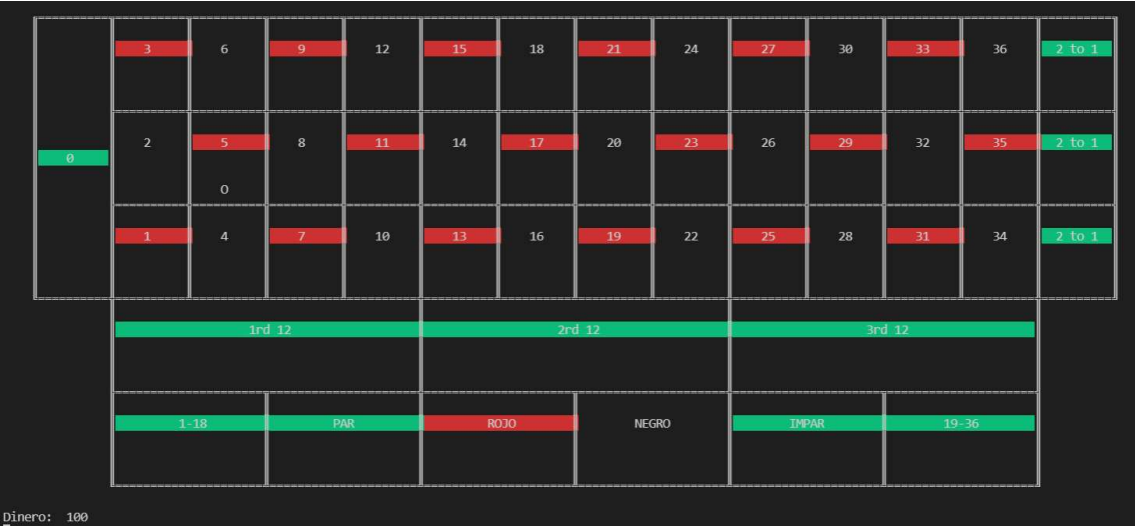 3 6 9 12 15 18 21 24 27 30 33 36 2 to 1
2 5 8 11 14 17 20 23 26 29 32 35 2 to 1
0
O
1 4 7 10 13 16 19 22 25 28 31 34 2 to 1
1rd 12 2rd 12 3rd 12
1-18 PAR ROJO NEGRO IMPAR 19-36
Dinero: 100